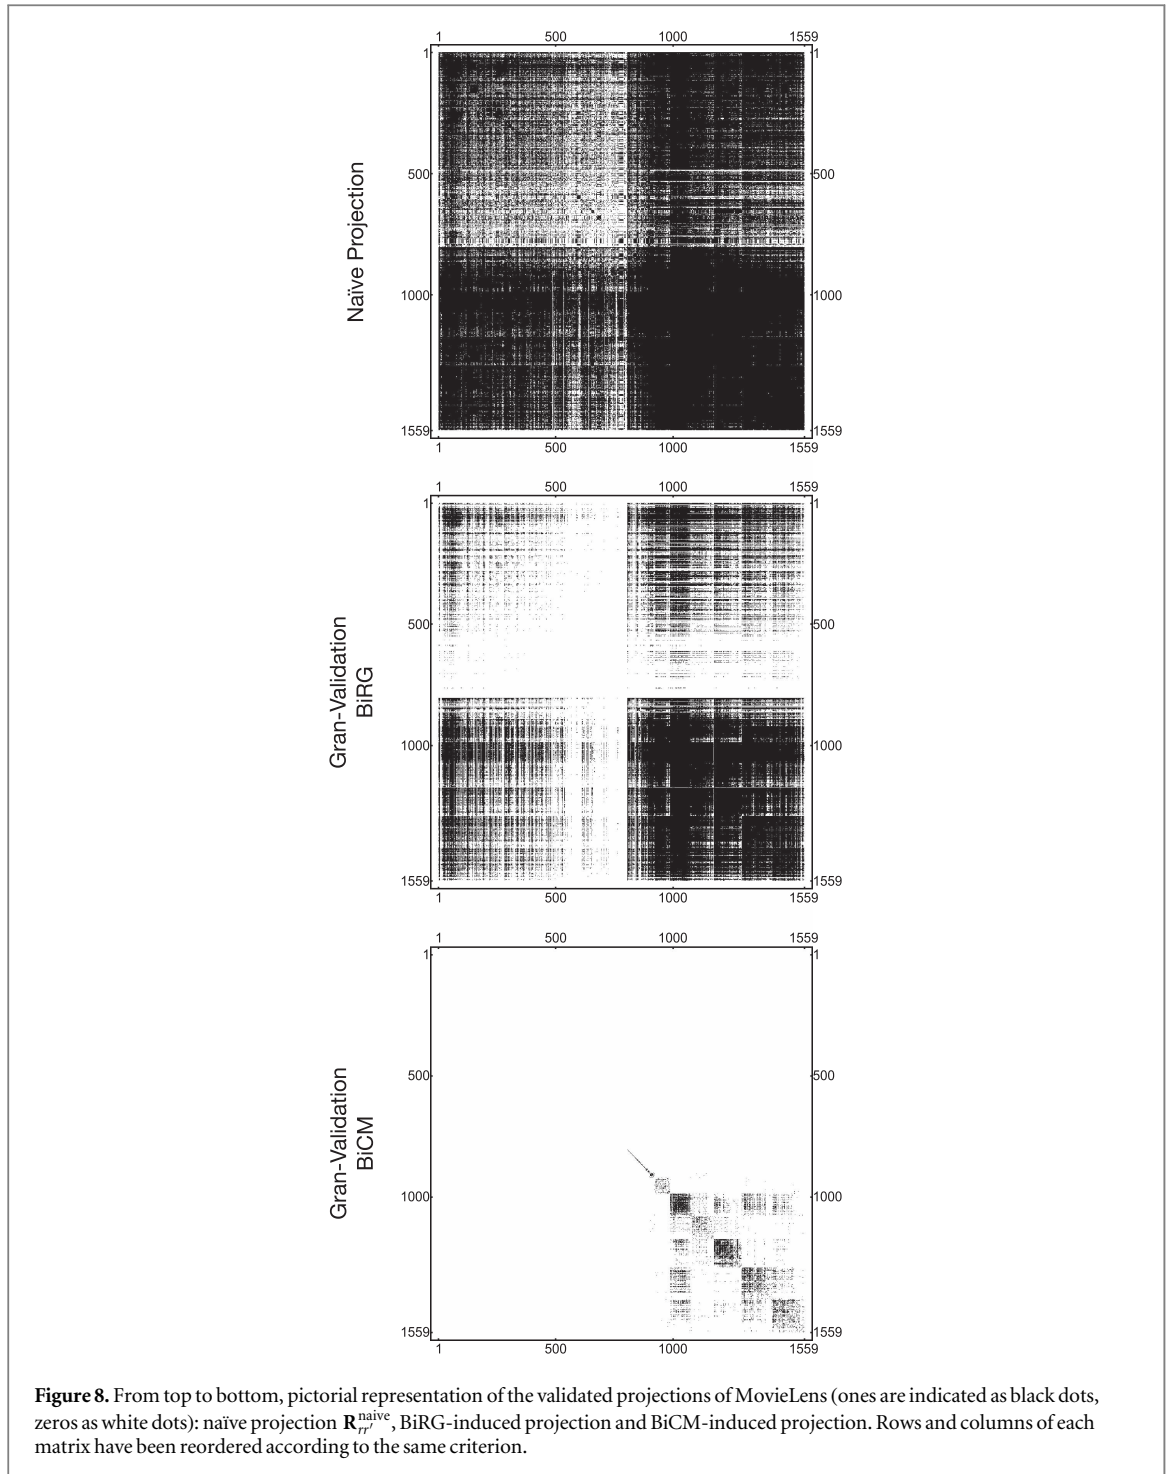 1 500 1000 1559
1 1
500 500
Naïve Projection
1000 1000
1559 1559
1 500 1000 1559
1 500 1000 1559
1 1
500 500
Gran-Validation
BiRG
1000 1000
1559 1559
1 500 1000 1559
1 500 1000 1559
1 1
500 500
Gran-Validation
BiCM
1000 1000
1559 1559
1 500 1000 1559
Figure 8. From top to bottom, pictorial representation of the validated projections of MovieLens (ones are indicated as black dots,
zeros as white dots): naïve projection R_{rr′}^{naive}, BiRG-induced projection and BiCM-induced projection. Rows and columns of each
matrix have been reordered according to the same criterion.